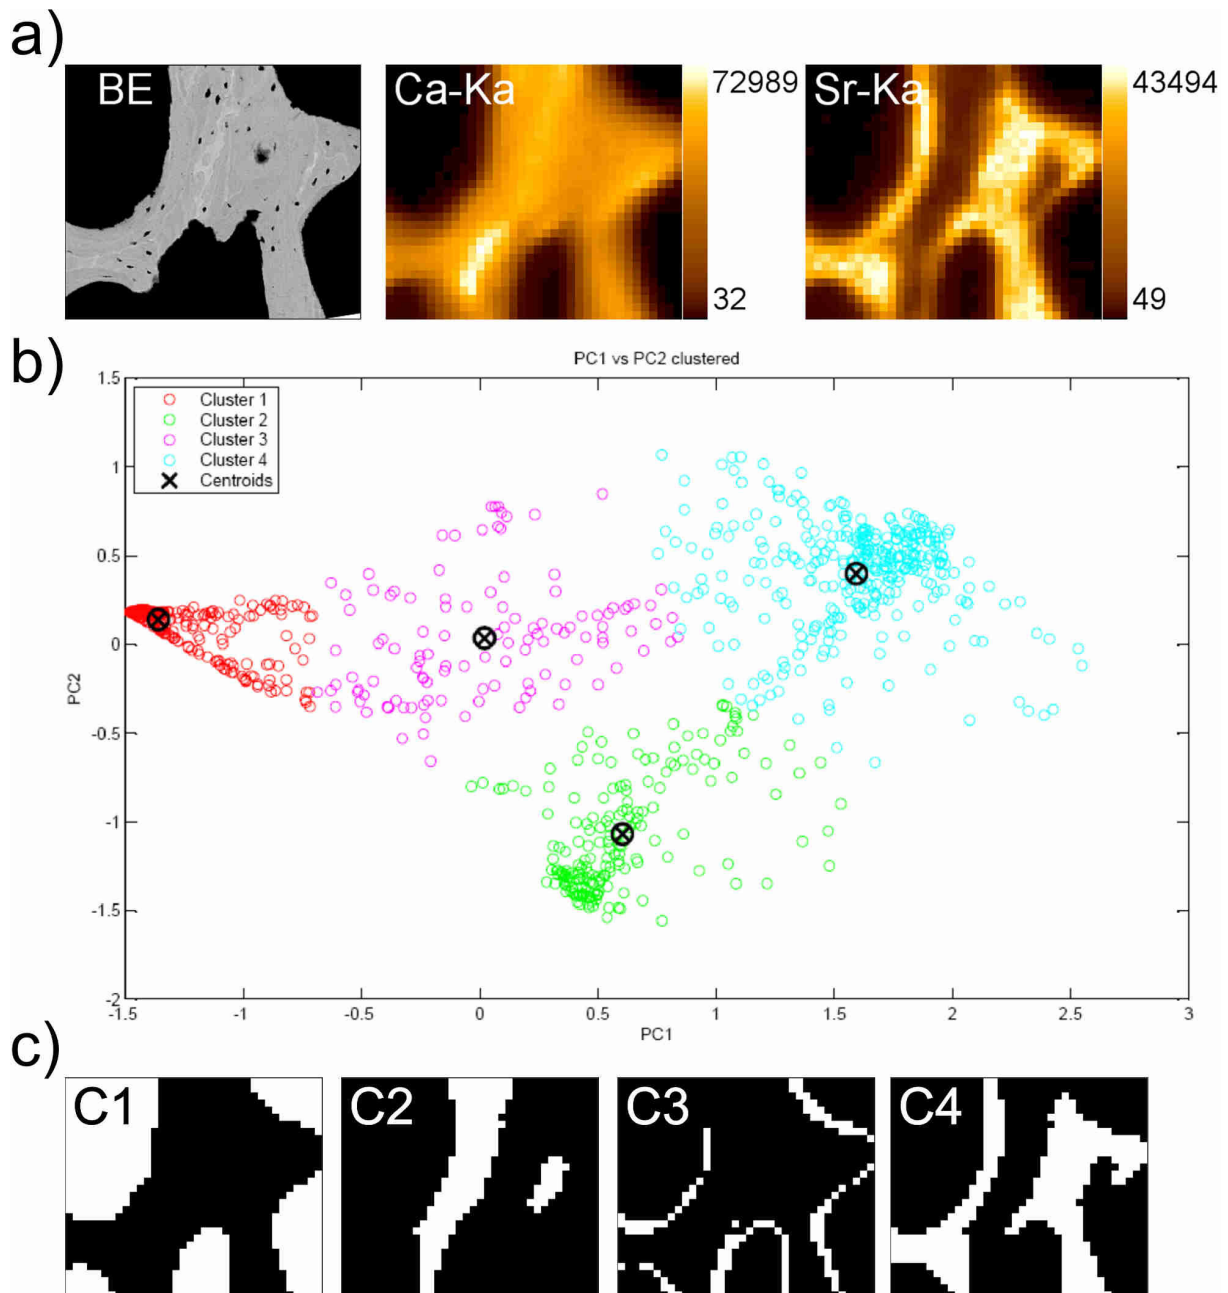 a)
BE
Ca-Ka
72989
32
Sr-Ka
43494
49
b)
PC1 vs PC2 clustered
Cluster 1
Cluster 2
Cluster 3
Cluster 4
Centroids
1.5
1
0.5
0
-0.5
-1
-1.5
-2
PC2
-1.5 -1 -0.5 0 0.5 1 1.5 2 2.5 3
PC1
c)
C1 C2 C3 C4